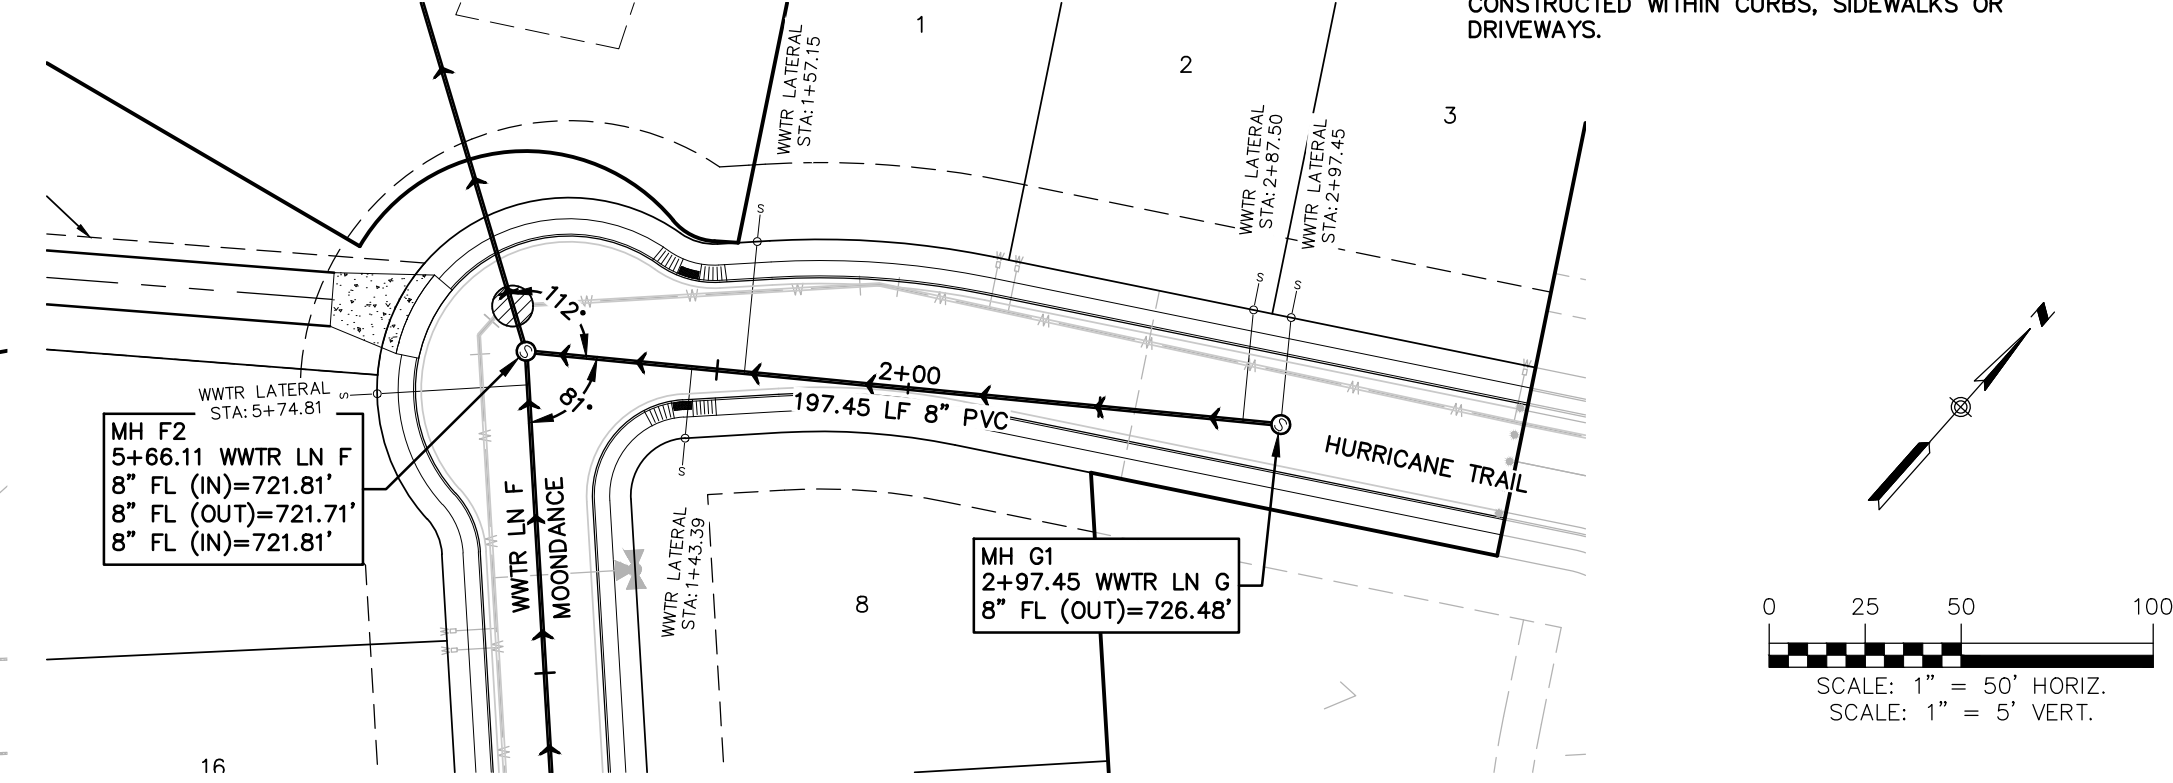 CONSTRUCTED WITHIN CURBS, SIDEWALKS OR
DRIVEWAYS.
1
2
3
WWTR LATERAL
STA: 1+57.15
WWTR LATERAL
STA: 2+87.50
WWTR LATERAL
STA: 2+97.45
S
S
S
112°
81°
S
2+00
197.45 LF 8" PVC
S
HURRICANE TRAIL
WWTR LATERAL
STA: 5+74.81
S
S
MH F2
5+66.11 WWTR LN F
8" FL (IN)=721.81'
8" FL (OUT)=721.71'
8" FL (IN)=721.81'
WWTR LN F
MOONDANCE
WWTR LATERAL
STA: 1+43.39
MH G1
2+97.45 WWTR LN G
8" FL (OUT)=726.48'
8
16
W W W W W W W W W W W W W
N
0 25 50 100
SCALE: 1" = 50' HORIZ.
SCALE: 1" = 5' VERT.